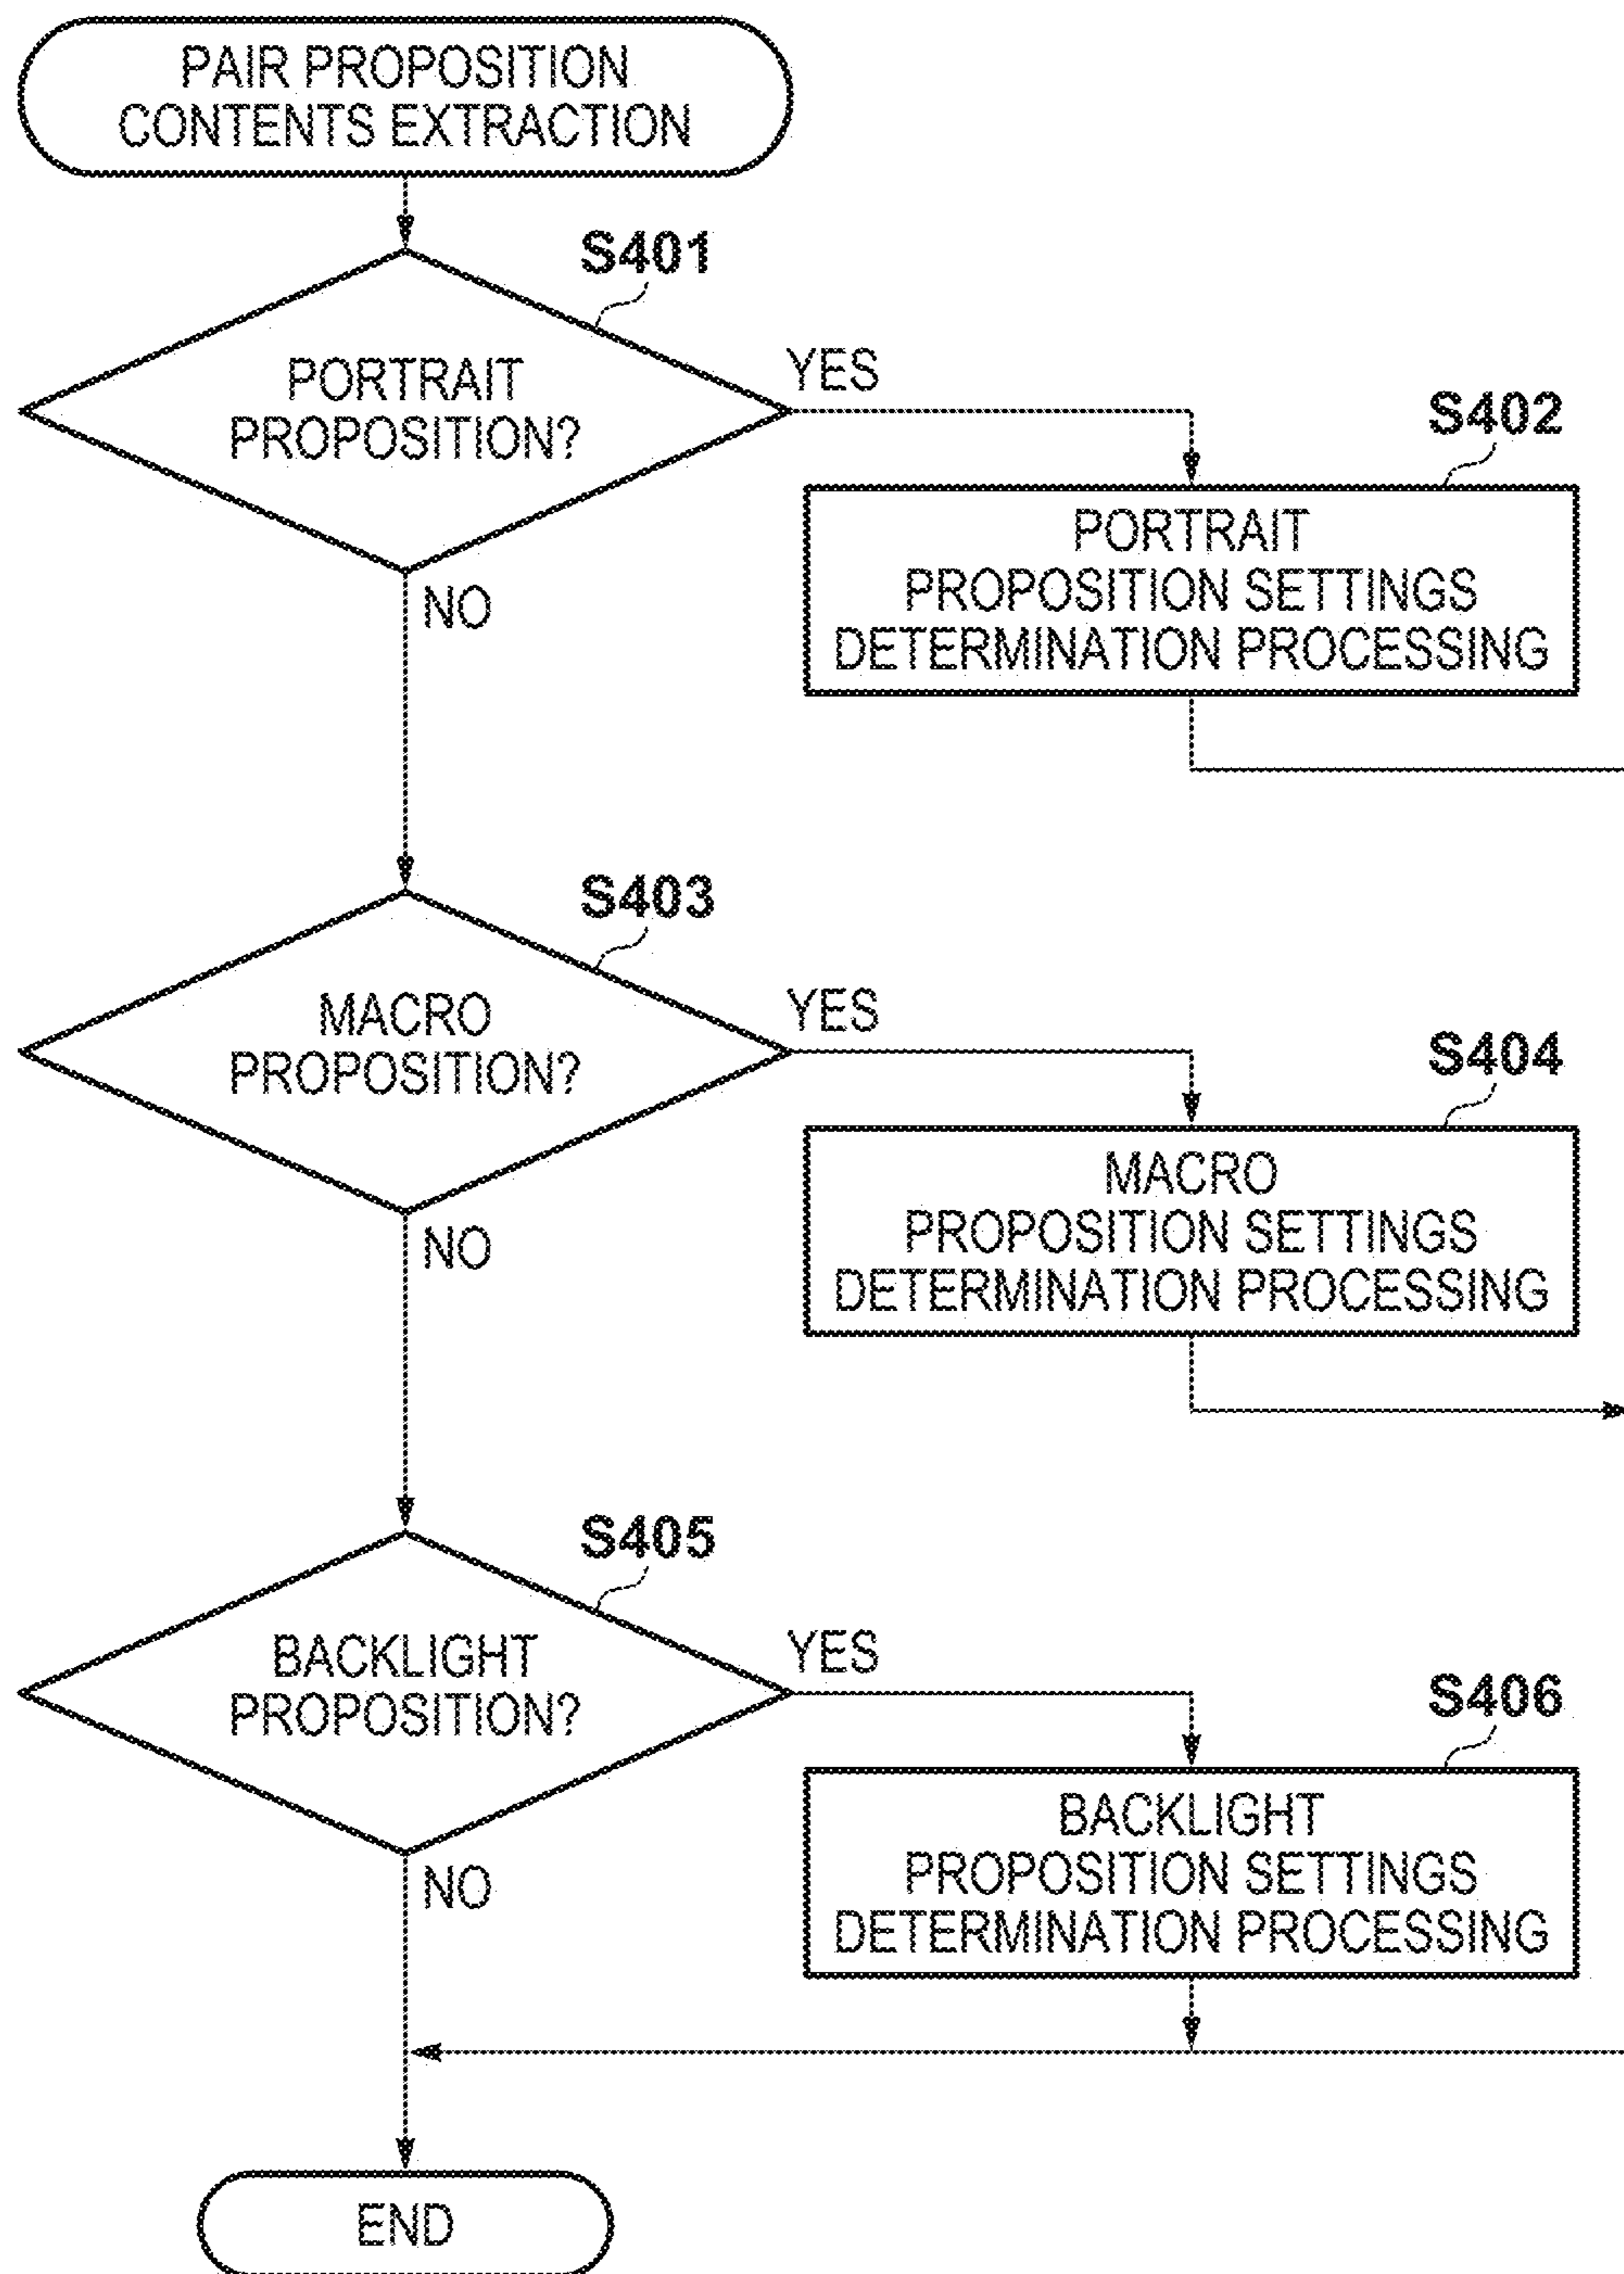 PAIR PROPOSITION
CONTENTS EXTRACTION
S401
PORTRAIT
PROPOSITION?
YES
NO
S402
PORTRAIT
PROPOSITION SETTINGS
DETERMINATION PROCESSING
S403
MACRO
PROPOSITION?
YES
NO
S404
MACRO
PROPOSITION SETTINGS
DETERMINATION PROCESSING
S405
BACKLIGHT
PROPOSITION?
YES
NO
S406
BACKLIGHT
PROPOSITION SETTINGS
DETERMINATION PROCESSING
END